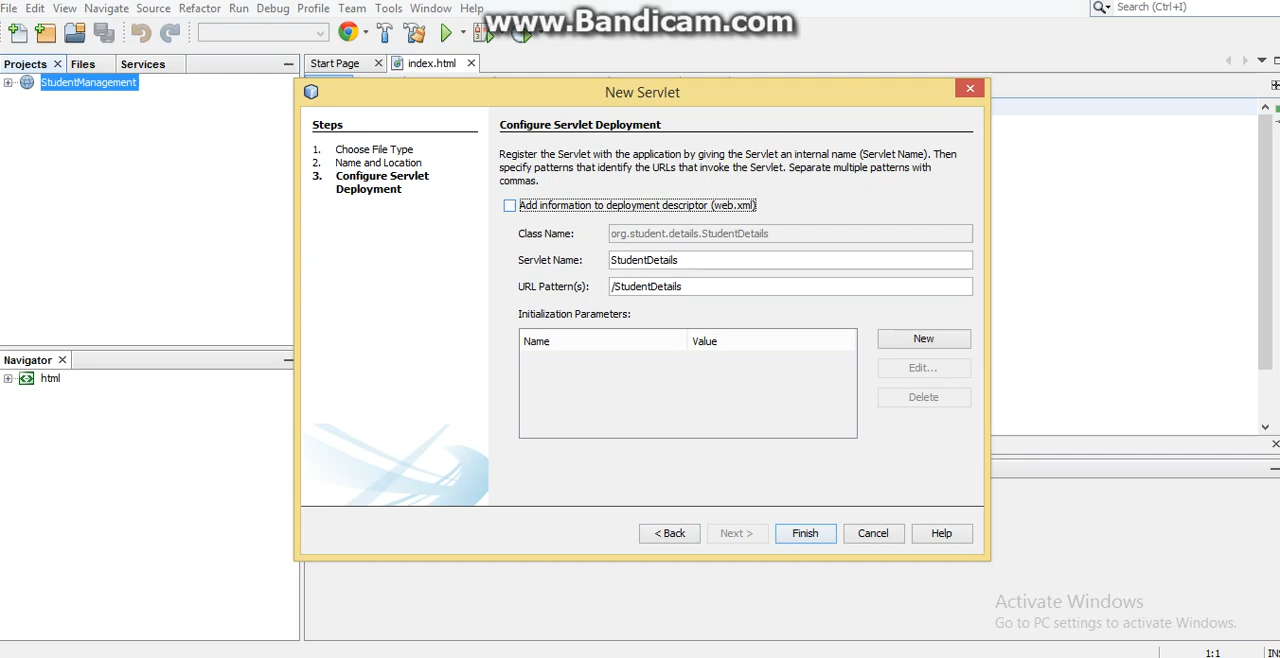 File Edit View Navigate Source Refactor Run Debug Profile Team Tools Window Help
www.Bandicam.com
Search (Ctrl+I)
Projects Files Services
Start Page index.html
StudentManagement
New Servlet
Steps
1. Choose File Type
2. Name and Location
3. Configure Servlet
Deployment
Configure Servlet Deployment
Register the Servlet with the application by giving the Servlet an internal name (Servlet Name). Then
specify patterns that identify the URLs that invoke the Servlet. Separate multiple patterns with
commas.
Add information to deployment descriptor (web.xml)
Class Name: org.student.details.StudentDetails
Servlet Name: StudentDetails
URL Pattern(s): /StudentDetails
Initialization Parameters:
Name Value
New
Edit...
Delete
Navigator
html
< Back Next > Finish Cancel Help
Activate Windows
Go to PC settings to activate Windows.
1:1